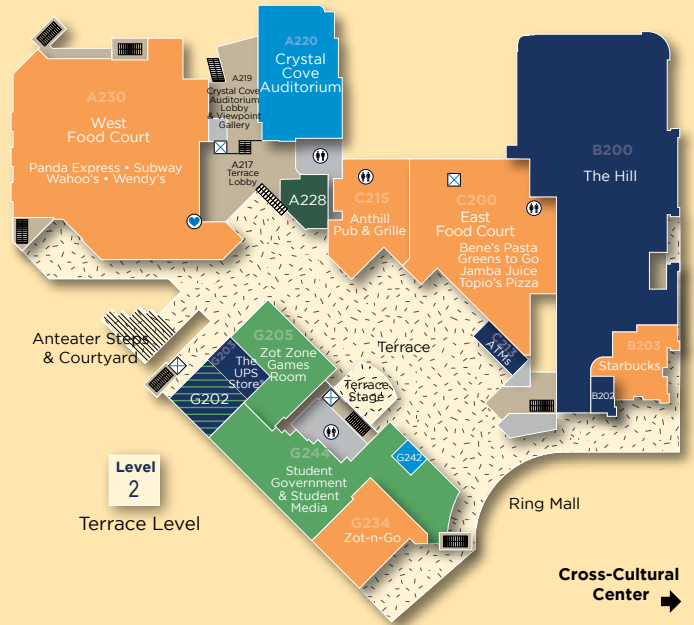 A220
Crystal
Cove
Auditorium
A219
Crystal Cove
Auditorium
Lobby
& Viewpoint
Gallery
A230
West
Food Court
Panda Express • Subway
Wahoo's • Wendy's
A217
Terrace
Lobby
A228
C215
Anthill
Pub & Grille
C200
East
Food Court
Bene's Pasta
Greens to Go
Jamba Juice
Topio's Pizza
B200
The Hill
Anteater Steps
& Courtyard
G205
Zot Zone
Games
Room
G203
The
UPS
Store
G202
Terrace
Terrace
Stage
C213
ATMs
B203
Starbucks
B202
G244
Student
Government
& Student
Media
G242
G234
Zot-n-Go
Level
2
Terrace Level
Ring Mall
Cross-Cultural
Center